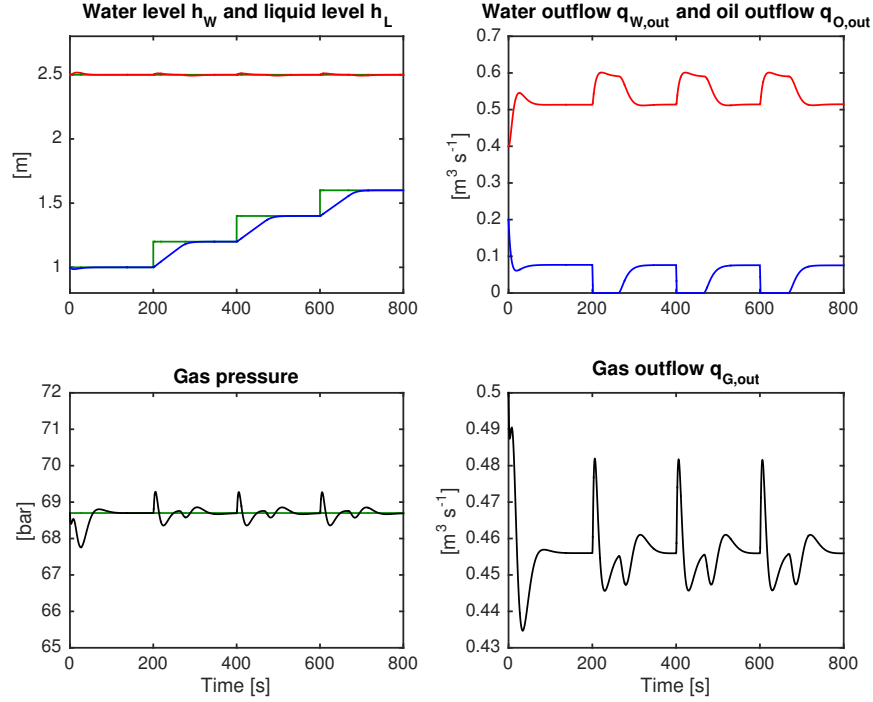 Water level h_W and liquid level h_L
[m]
2.5
2
1.5
1
0 200 400 600 800
Water outflow q_W,out and oil outflow q_O,out
[m^3 s^-1]
0.7
0.6
0.5
0.4
0.3
0.2
0.1
0
0 200 400 600 800
Gas pressure
[bar]
72
71
70
69
68
67
66
65
0 200 400 600 800
Time [s]
Gas outflow q_G,out
[m^3 s^-1]
0.5
0.49
0.48
0.47
0.46
0.45
0.44
0.43
0 200 400 600 800
Time [s]